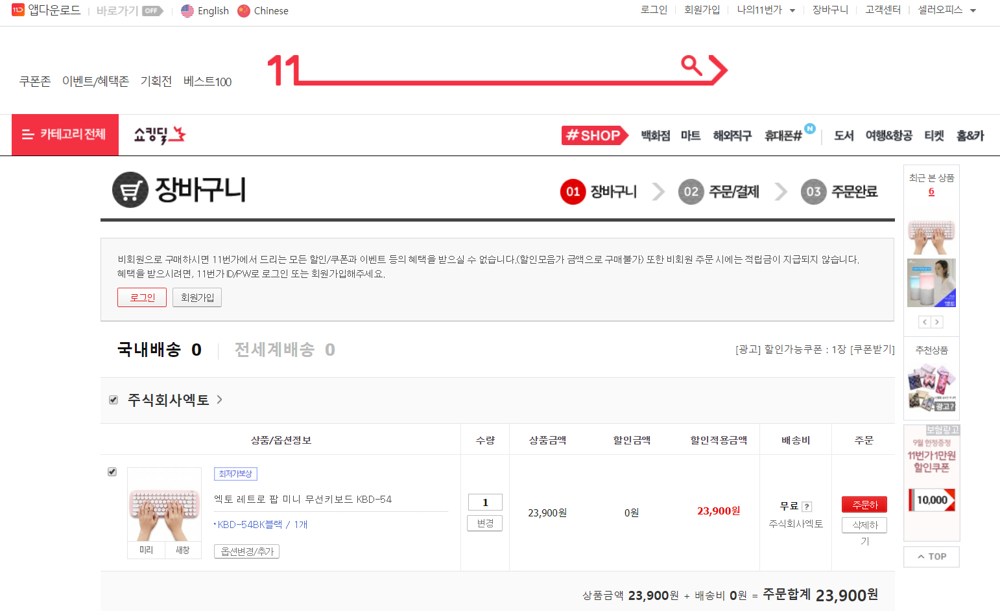 11 앱다운로드 바로가기 OFF English Chinese 로그인 회원가입 나의11번가 장바구니 고객센터 셀러오피스
11
쿠폰존 이벤트/혜택존 기획전 베스트100
카테고리 전체 쇼킹딜 #SHOP 백화점 마트 해외직구 휴대폰# N 도서 여행&항공 티켓 홈&카
장바구니 01 장바구니 02 주문/결제 03 주문완료
비회원으로 구매하시면 11번가에서 드리는 모든 할인/쿠폰과 이벤트 등의 혜택을 받으실 수 없습니다.(할인모음가 금액으로 구매불가) 또한 비회원 주문 시에는 적립금이 지급되지 않습니다.
혜택을 받으시려면, 11번가 ID/PW로 로그인 또는 회원가입해주세요.
로그인 회원가입
국내배송 0 전세계배송 0 [광고] 할인가능쿠폰 : 1장 [쿠폰받기]
주식회사엑토
상품/옵션정보 수량 상품금액 할인금액 할인적용금액 배송비 주문
최저가보상
엑토 레트로 팝 미니 무선키보드 KBD-54
KBD-54BK블랙 / 1개
미리 새창 옵션변경/추가
1
변경
23,900원 0원 23,900원
무료 ?
주식회사엑토
주문하
삭제하
기
상품금액 23,900원 + 배송비 0원 = 주문합계 23,900원
최근 본 상품
6
추천상품
광고?
보험광고
9월 한정증정
11번가 1만원
할인쿠폰
10,000
TOP